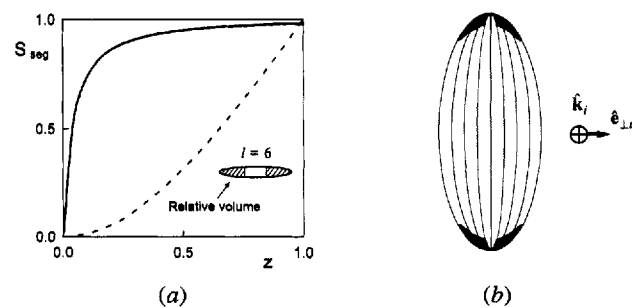 1.0
S seg
0.5
0.0
0.0
0.5
1.0
z
l = 6
Relative volume
k̂ᵢ
ê⊥ᵢ
(a)
(b)